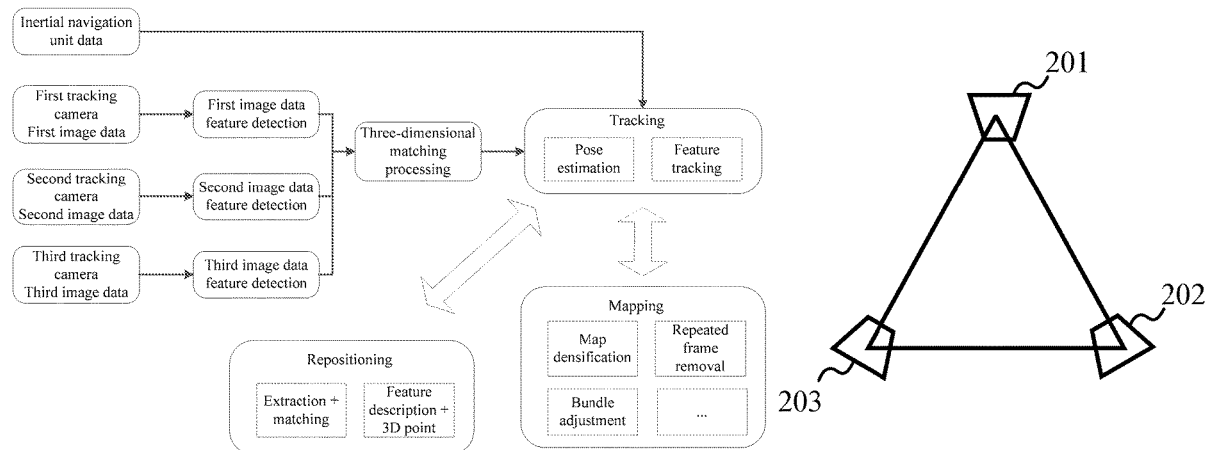 Inertial navigation
unit data
First tracking
camera
First image data
First image data
feature detection
Second tracking
camera
Second image data
Second image data
feature detection
Third tracking
camera
Third image data
Third image data
feature detection
Three-dimensional
matching
processing
Tracking
Pose
estimation
Feature
tracking
Repositioning
Extraction +
matching
Feature
description +
3D point
Mapping
Map
densification
Repeated
frame
removal
Bundle
adjustment
...
201
202
203